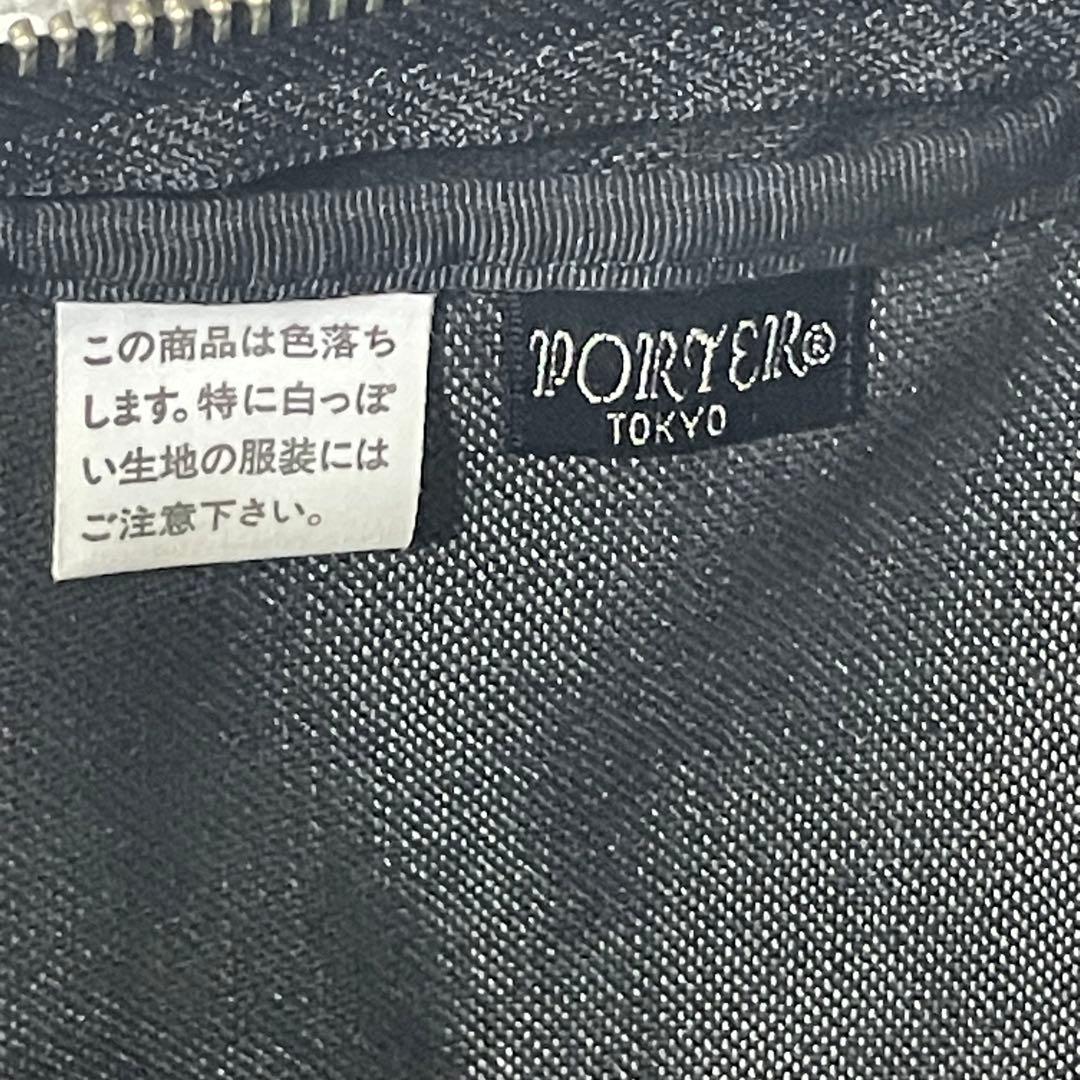 この商品は色落ち
します。特に白っぽ
い生地の服装には
ご注意下さい。
PORTER®
TOKYO